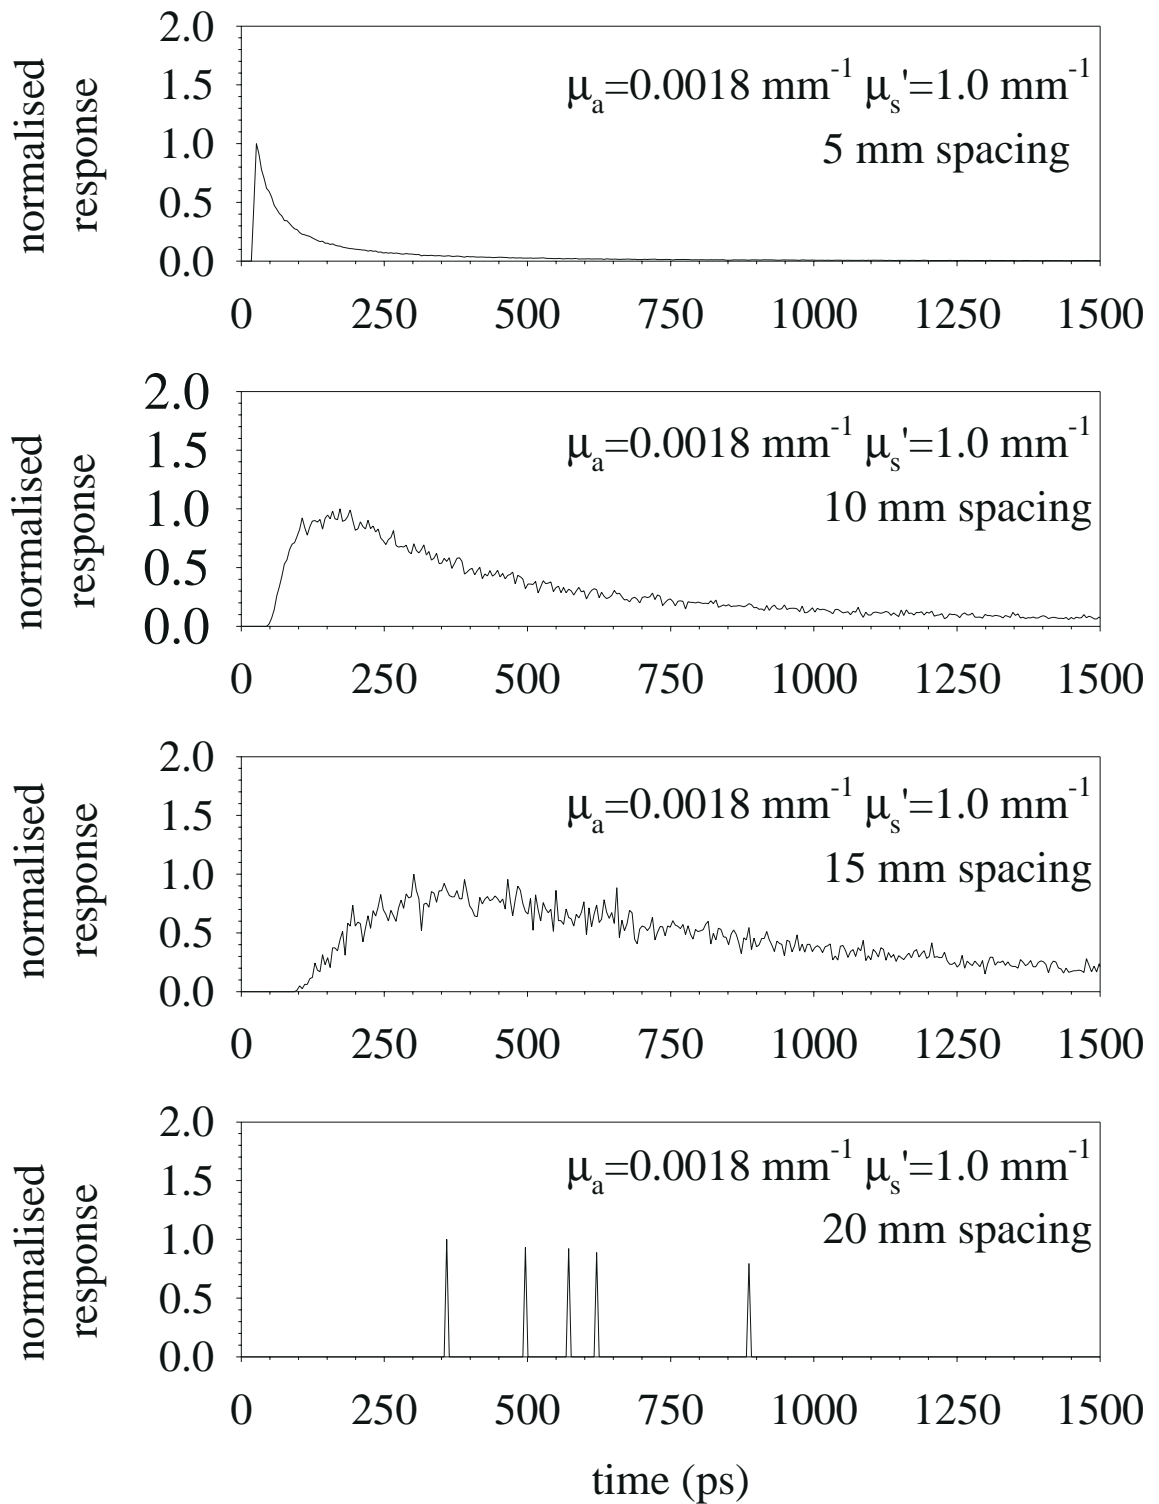 normalised
response
2.0
1.5
1.0
0.5
0.0
μa=0.0018 mm-1 μs'=1.0 mm-1
5 mm spacing
0 250 500 750 1000 1250 1500
normalised
response
2.0
1.5
1.0
0.5
0.0
μa=0.0018 mm-1 μs'=1.0 mm-1
10 mm spacing
0 250 500 750 1000 1250 1500
normalised
response
2.0
1.5
1.0
0.5
0.0
μa=0.0018 mm-1 μs'=1.0 mm-1
15 mm spacing
0 250 500 750 1000 1250 1500
normalised
response
2.0
1.5
1.0
0.5
0.0
μa=0.0018 mm-1 μs'=1.0 mm-1
20 mm spacing
0 250 500 750 1000 1250 1500
time (ps)